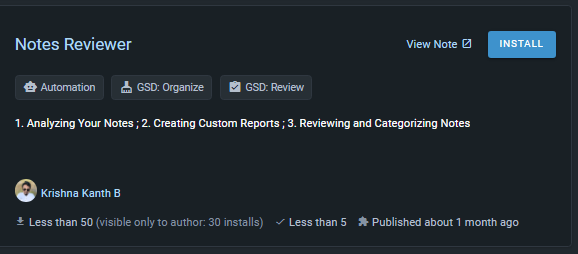 Notes Reviewer View Note INSTALL
Automation GSD: Organize GSD: Review
1. Analyzing Your Notes ; 2. Creating Custom Reports ; 3. Reviewing and Categorizing Notes
Krishna Kanth B
Less than 50 (visible only to author: 30 installs) Less than 5 Published about 1 month ago